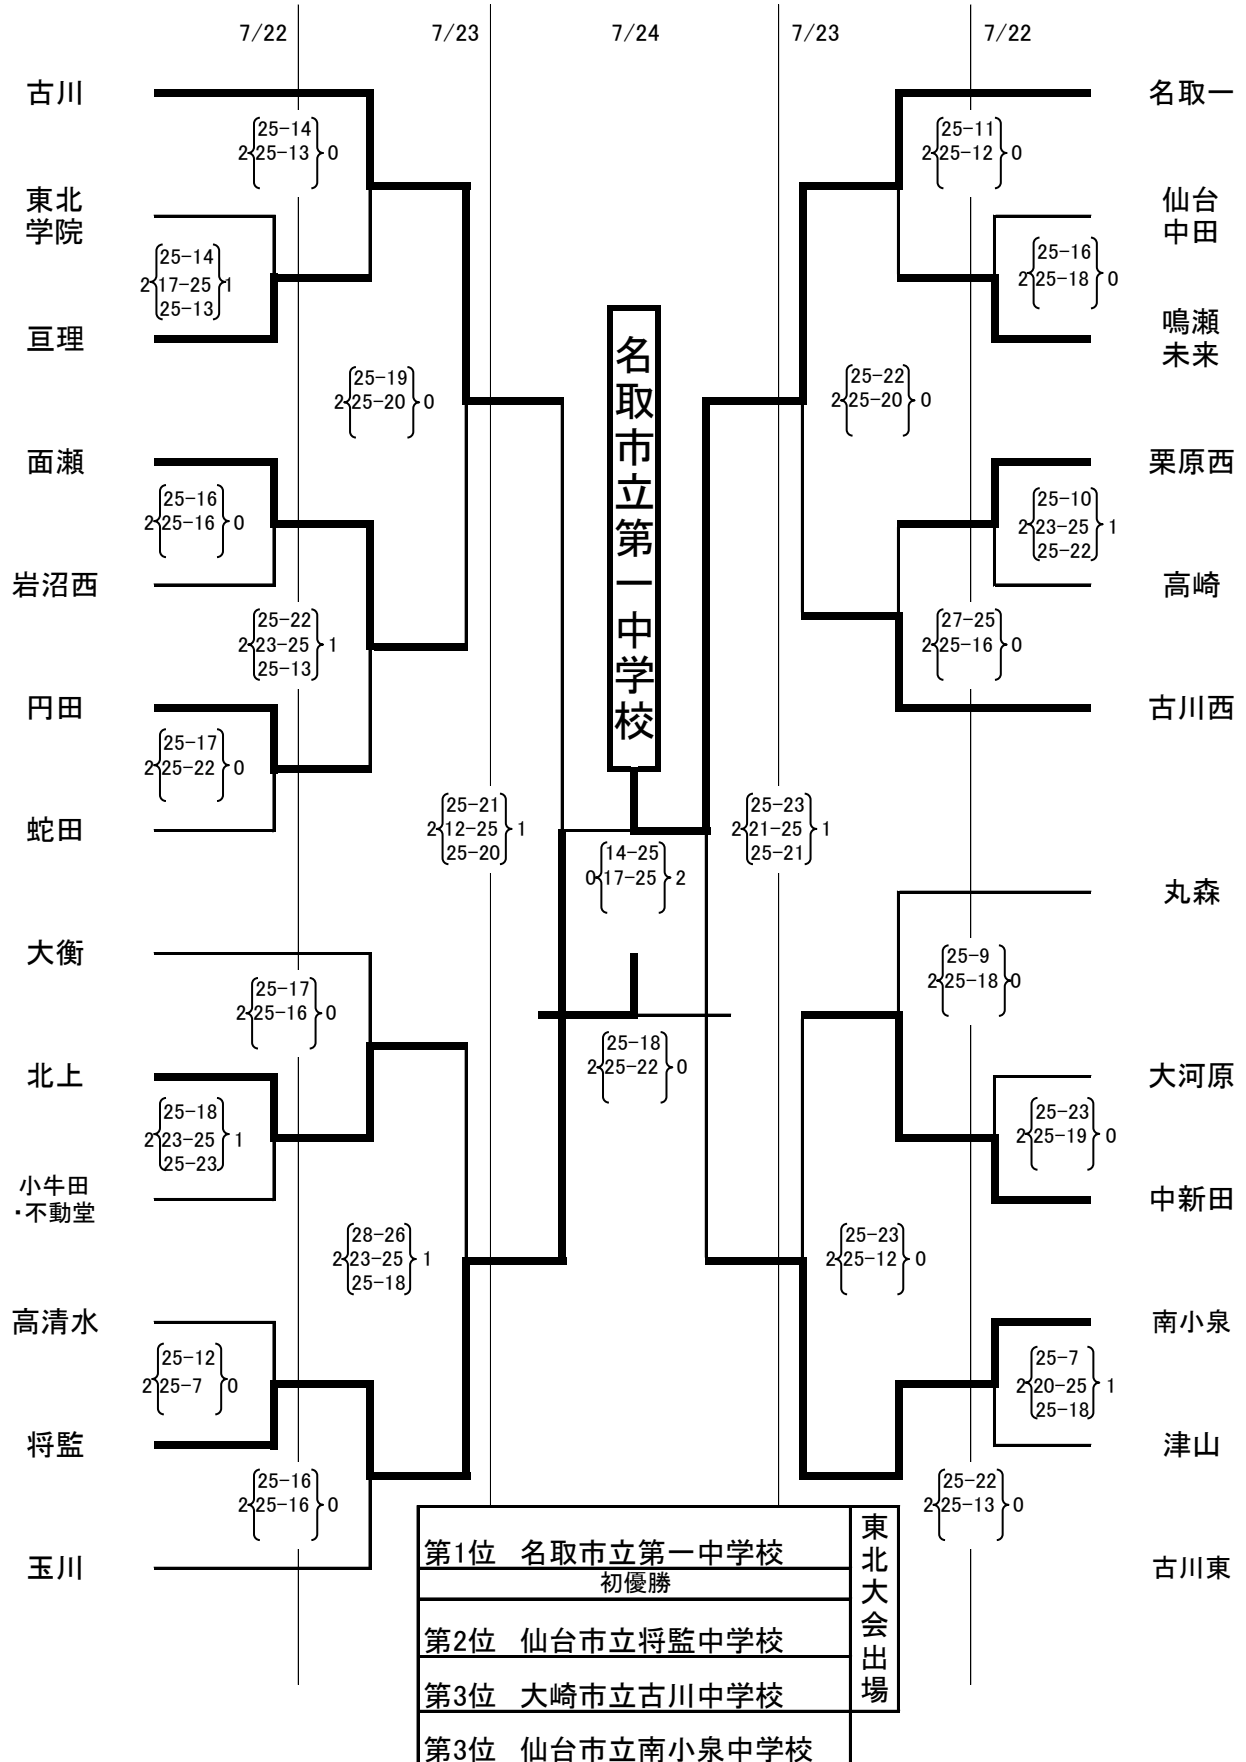 7/22
7/23
7/24
7/23
7/22
古川
25-14
2 25-13 0
東北
学院
25-14
2 17-25 1
25-13
亘理
25-19
2 25-20 0
面瀬
25-16
2 25-16 0
岩沼西
25-22
2 23-25 1
25-13
円田
25-17
2 25-22 0
蛇田
25-21
2 12-25 1
25-20
大衡
25-17
2 25-16 0
北上
25-18
2 23-25 1
25-23
小牛田
・不動堂
28-26
2 23-25 1
25-18
高清水
25-12
2 25-7 0
将監
25-16
2 25-16 0
玉川
名取市立第一中学校
14-25
0 17-25 2
25-18
2 25-22 0
名取一
25-11
2 25-12 0
仙台
中田
25-16
2 25-18 0
鳴瀬
未来
25-22
2 25-20 0
栗原西
25-10
2 23-25 1
25-22
高崎
27-25
2 25-16 0
古川西
25-23
2 21-25 1
25-21
丸森
25-9
2 25-18 0
大河原
25-23
2 25-19 0
中新田
25-23
2 25-12 0
南小泉
25-7
2 20-25 1
25-18
津山
25-22
2 25-13 0
古川東
第1位 名取市立第一中学校
初優勝
第2位 仙台市立将監中学校
第3位 大崎市立古川中学校
第3位 仙台市立南小泉中学校
東北大会出場